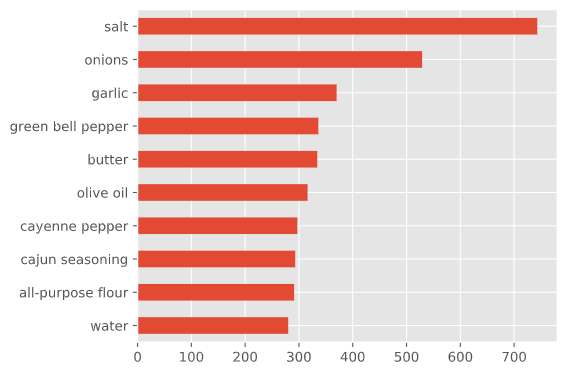 salt
onions
garlic
green bell pepper
butter
olive oil
cayenne pepper
cajun seasoning
all-purpose flour
water
0 100 200 300 400 500 600 700